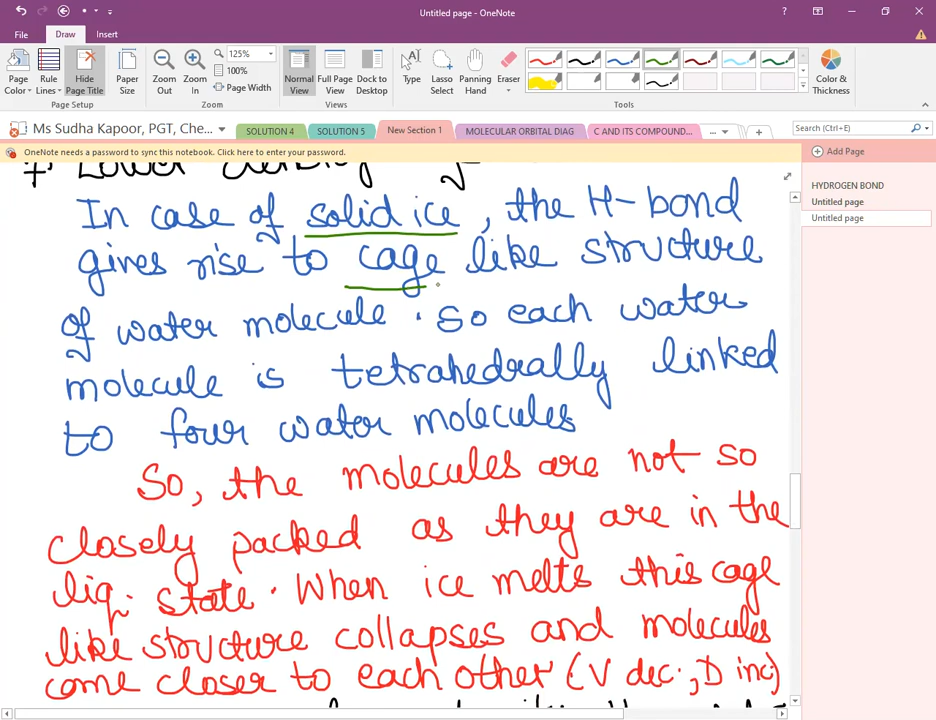 Untitled page - OneNote
File Draw Insert
Page Color Rule Lines Hide Page Title Paper Size Zoom Out Zoom In 125% 100% Page Width Normal View Full Page View Dock to Desktop Type Lasso Select Panning Hand Eraser Color & Thickness
Page Setup Zoom Views Tools
Ms Sudha Kapoor, PGT, Che... SOLUTION 4 SOLUTION 5 New Section 1 MOLECULAR ORBITAL DIAG C AND ITS COMPOUND... ... Search (Ctrl+E)
OneNote needs a password to sync this notebook. Click here to enter your password.
Add Page
HYDROGEN BOND
Untitled page
Untitled page
In case of solid ice, the H-bond
gives rise to cage like structure
of water molecule. So each water
molecule is tetrahedrally linked
to four water molecules
So, the molecules are not so
closely packed as they are in the
liq. state. When ice melts this cage
like structure collapses and molecules
come closer to each other (V dec., D inc)